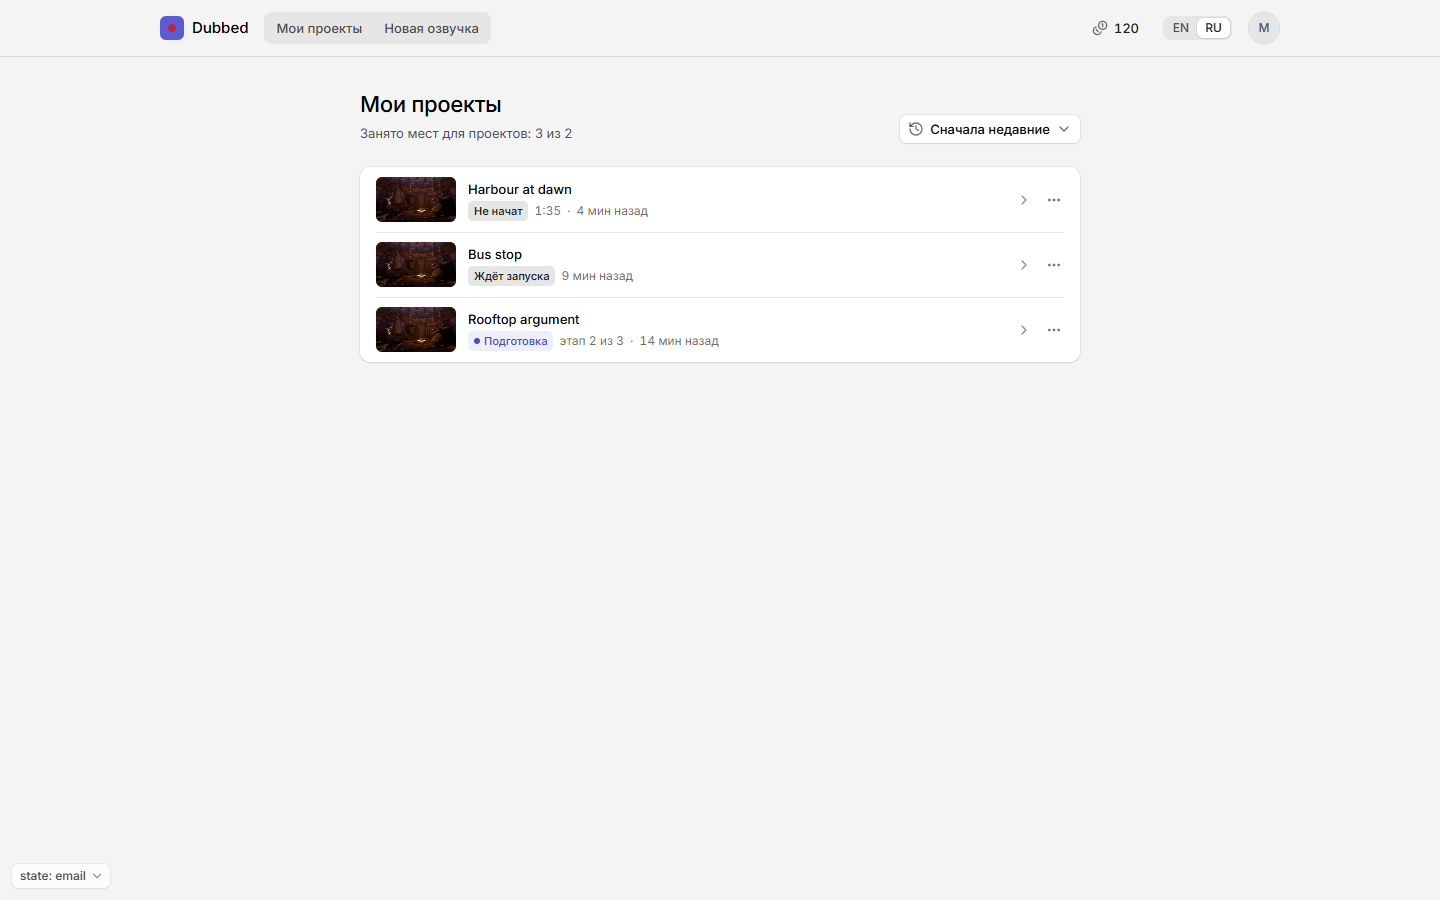 Dubbed
Мои проекты
Новая озвучка
120
EN
RU
M
Мои проекты
Занято мест для проектов: 3 из 2
Сначала недавние
Harbour at dawn
Не начат 1:35 · 4 мин назад
Bus stop
Ждёт запуска 9 мин назад
Rooftop argument
Подготовка этап 2 из 3 · 14 мин назад
state: email